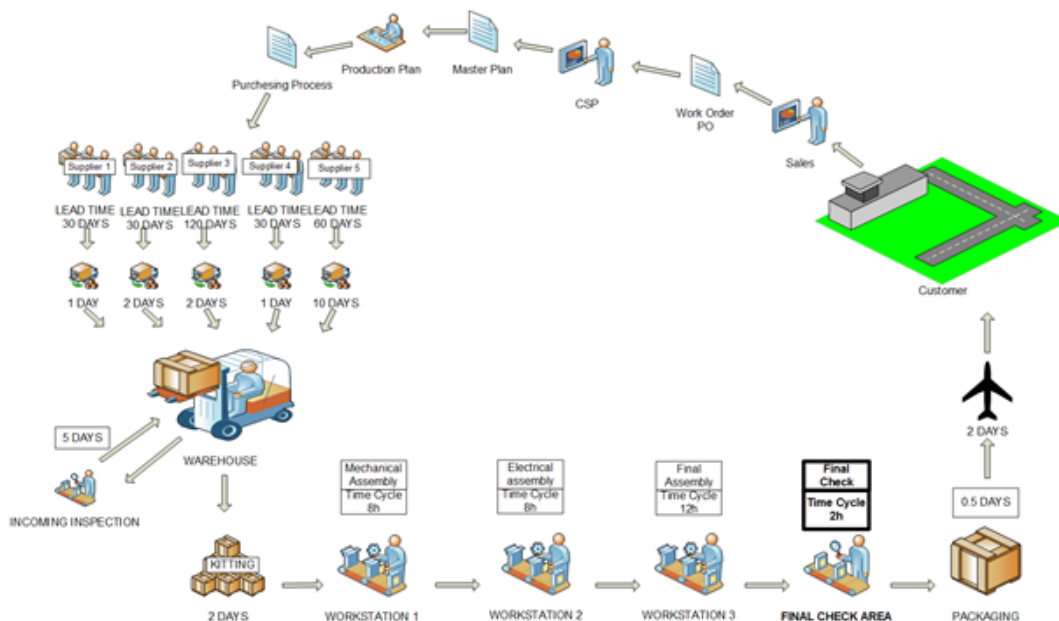 Purchesing Process
Production Plan
Master Plan
CSP
Work Order
PO
Sales
Customer
Supplier 1
Supplier 2
Supplier 3
Supplier 4
Supplier 5
LEAD TIME
30 DAYS
LEAD TIME
30 DAYS
LEAD TIME
120 DAYS
LEAD TIME
30 DAYS
LEAD TIME
60 DAYS
1 DAY
2 DAYS
2 DAYS
1 DAY
10 DAYS
5 DAYS
WAREHOUSE
INCOMING INSPECTION
KITTING
2 DAYS
Mechanical
Assembly
Time Cycle
8h
WORKSTATION 1
Electrical
assembly
Time Cycle
8h
WORKSTATION 2
Final
Assembly
Time Cycle
12h
WORKSTATION 3
Final
Check
Time Cycle
2h
FINAL CHECK AREA
0.5 DAYS
PACKAGING
2 DAYS